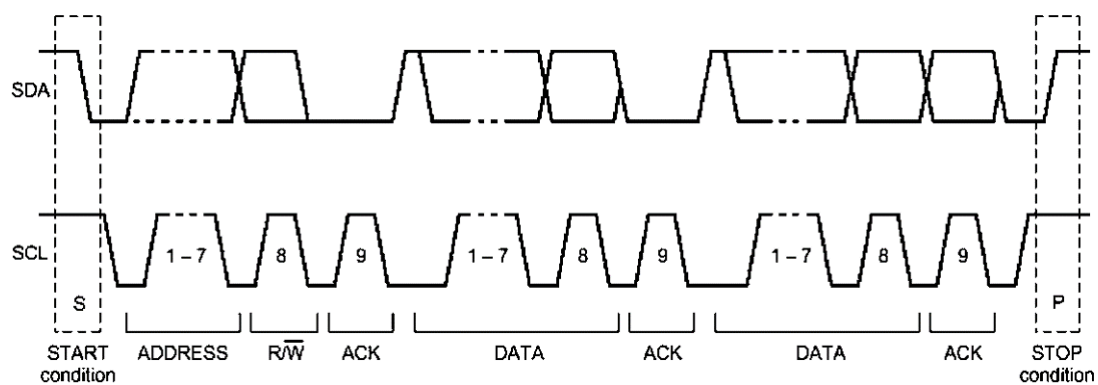 SDA
SCL
1 – 7 8 9 1 – 7 8 9 1 – 7 8 9
S P
START condition ADDRESS R/W̅ ACK DATA ACK DATA ACK STOP condition